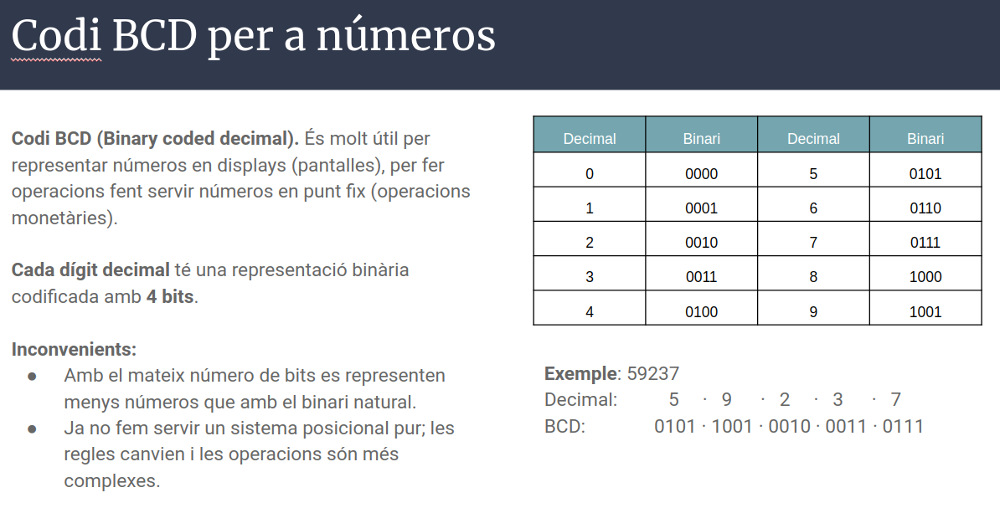 Codi BCD per a números
Codi BCD (Binary coded decimal). És molt útil per
representar números en displays (pantalles), per fer
operacions fent servir números en punt fix (operacions
monetàries).
Cada dígit decimal té una representació binària
codificada amb 4 bits.
Inconvenients:
● Amb el mateix número de bits es representen
menys números que amb el binari natural.
● Ja no fem servir un sistema posicional pur; les
regles canvien i les operacions són més
complexes.
Decimal Binari Decimal Binari
0 0000 5 0101
1 0001 6 0110
2 0010 7 0111
3 0011 8 1000
4 0100 9 1001
Exemple: 59237
Decimal: 5 · 9 · 2 · 3 · 7
BCD: 0101 · 1001 · 0010 · 0011 · 0111